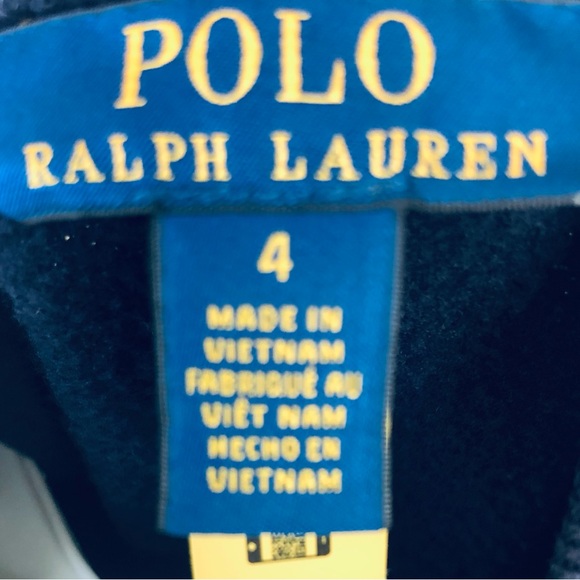 POLO
RALPH LAUREN
4
MADE IN
VIETNAM
FABRIQUÉ AU
VIÊT NAM
HECHO EN
VIETNAM